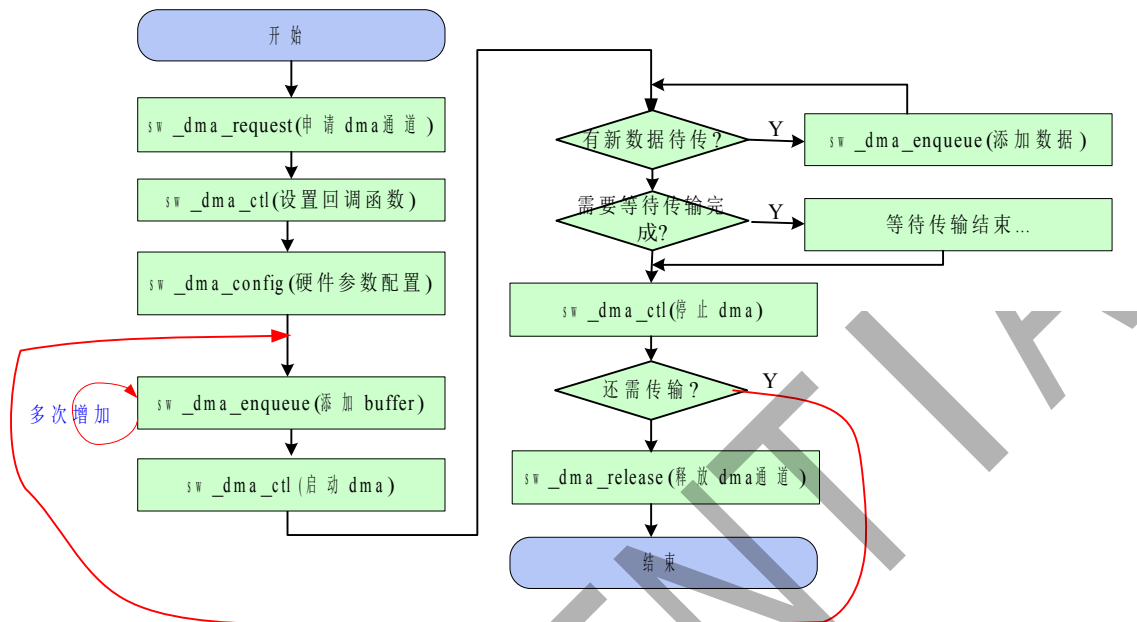 开始
sw _dma_request(申请 dma通道)
sw _dma_ctl(设置回调函数)
sw _dma_config(硬件参数配置)
多次增加
sw _dma_enqueue(添加 buffer)
sw _dma_ctl (启动 dma)
有新数据待传?
Y
sw _dma_enqueue(添加数据)
需要等待传输完
成?
Y
等待传输结束...
sw _dma_ctl(停止 dma)
还需传输?
Y
sw _dma_release(释放 dma通道)
结束
ENTIA